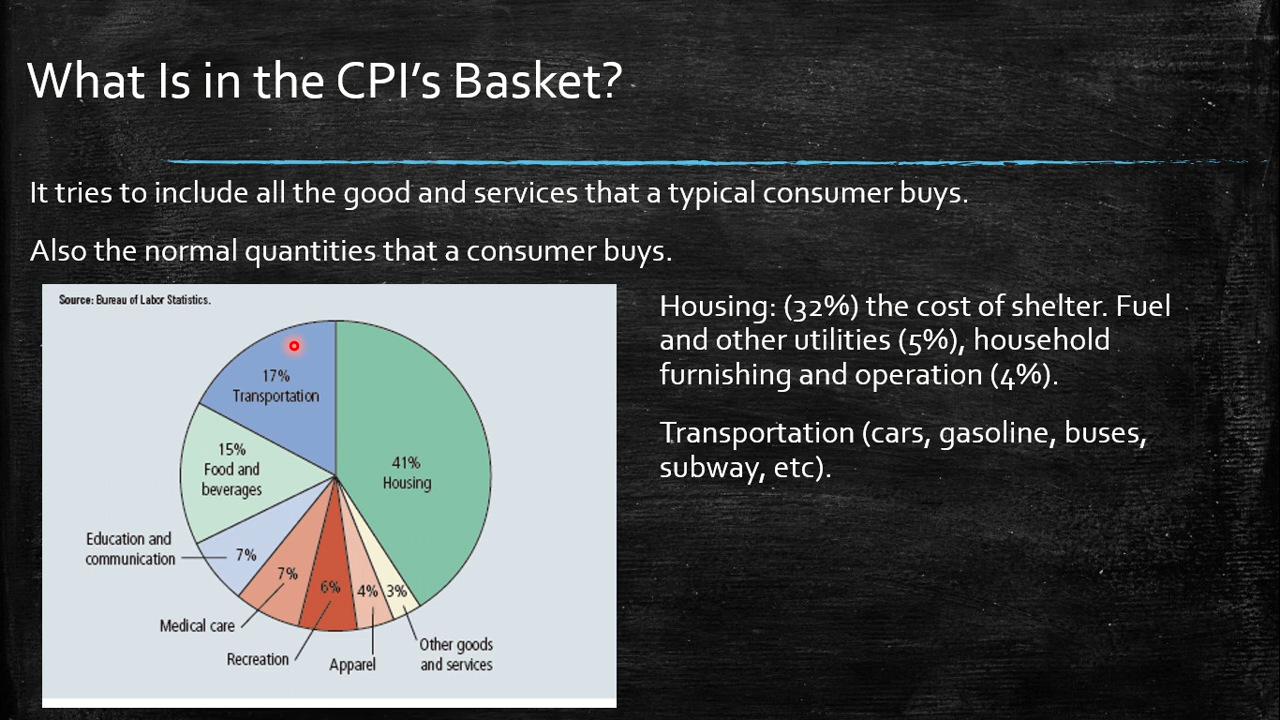 What Is in the CPI’s Basket?
It tries to include all the good and services that a typical consumer buys.
Also the normal quantities that a consumer buys.
Source: Bureau of Labor Statistics.
17%
Transportation
15%
Food and
beverages
41%
Housing
Education and
communication
7%
7%
6%
4%
3%
Medical care
Recreation
Apparel
Other goods
and services
Housing: (32%) the cost of shelter. Fuel
and other utilities (5%), household
furnishing and operation (4%).
Transportation (cars, gasoline, buses,
subway, etc).